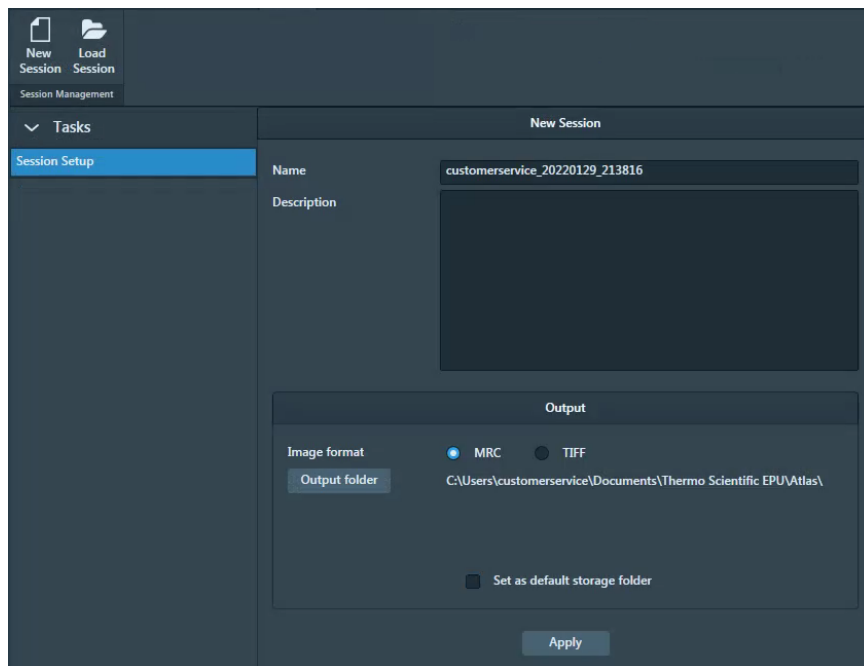 New Session
Load Session
Session Management
Tasks
Session Setup
New Session
Name
customerservice_20220129_213816
Description
Output
Image format
MRC
TIFF
Output folder
C:\Users\customerservice\Documents\Thermo Scientific EPU\Atlas\
Set as default storage folder
Apply